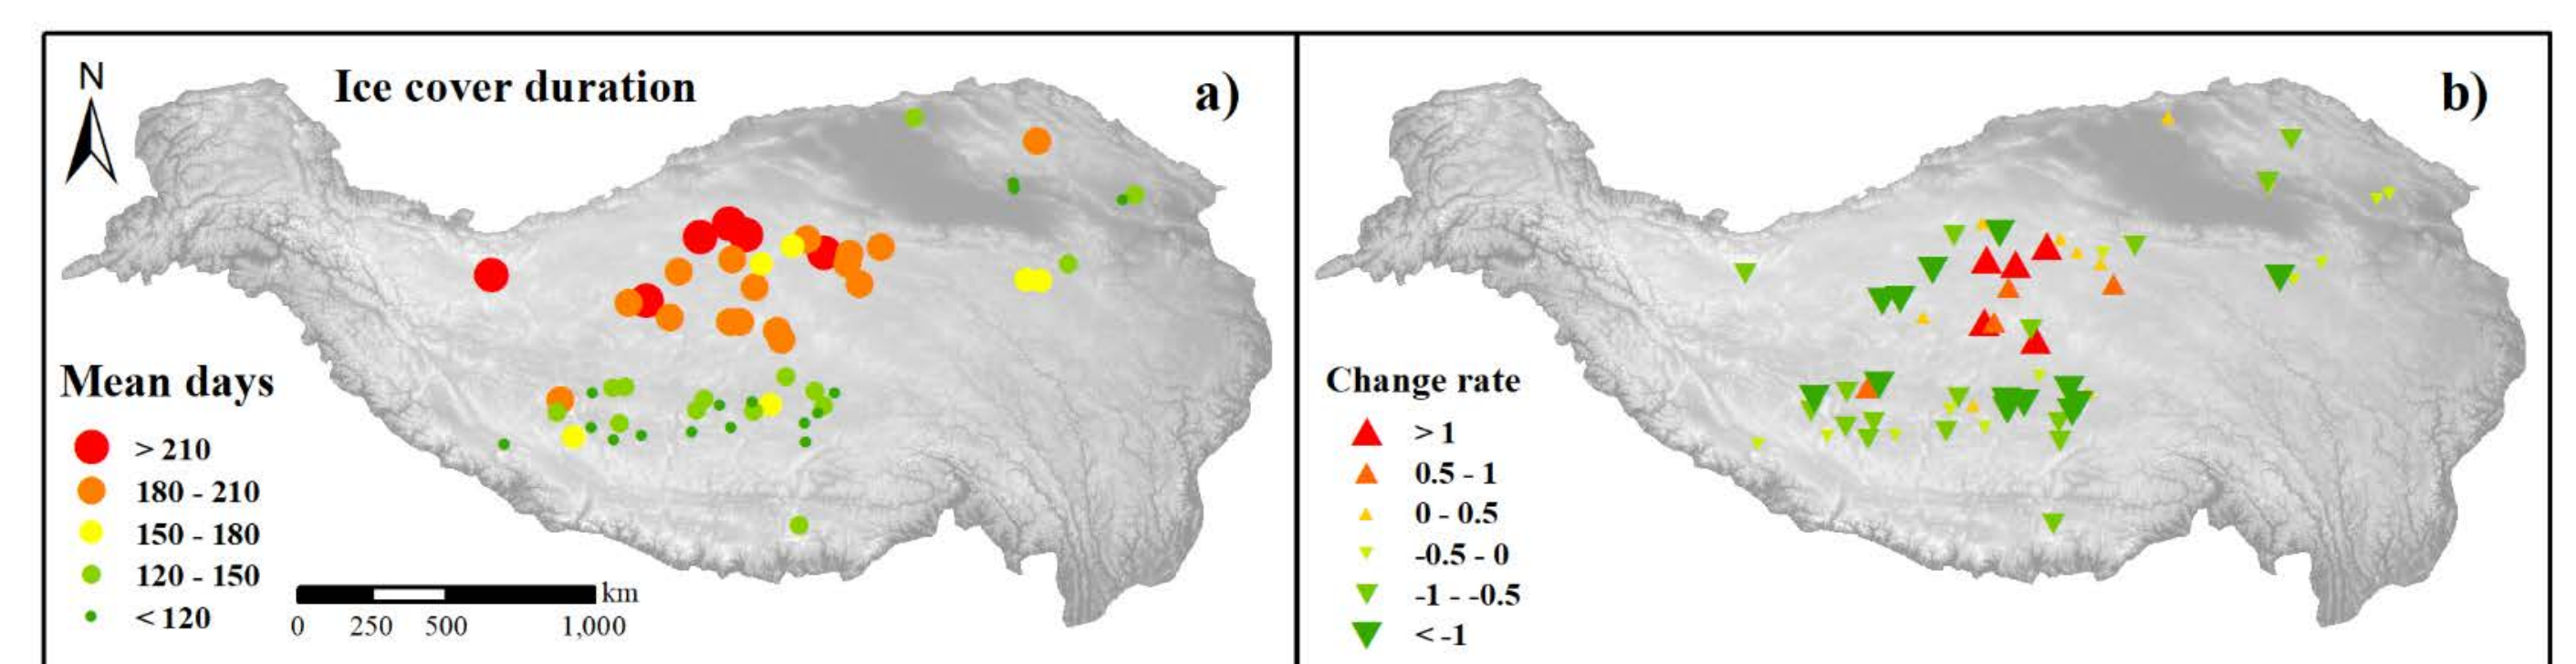 N
Ice cover duration
a)
Mean days
> 210
180 - 210
150 - 180
120 - 150
< 120
km
0 250 500 1,000
b)
Change rate
> 1
0.5 - 1
0 - 0.5
-0.5 - 0
-1 - -0.5
< -1